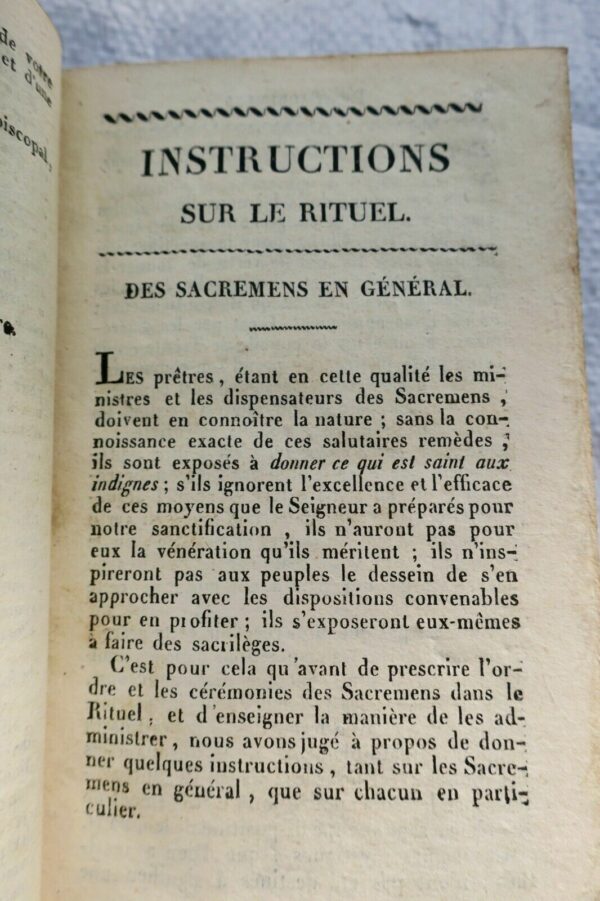 de votre
et d'une
piscopal,
INSTRUCTIONS
SUR LE RITUEL.
DES SACREMENS EN GÉNÉRAL.
LES prêtres, étant en cette qualité les mi-
nistres et les dispensateurs des Sacremens,
doivent en connoître la nature ; sans la con-
noissance exacte de ces salutaires remèdes,
ils sont exposés à donner ce qui est saint aux
indignes ; s'ils ignorent l'excellence et l'efficace
de ces moyens que le Seigneur a préparés pour
notre sanctification, ils n'auront pas pour
eux la vénération qu'ils méritent ; ils n'ins-
pireront pas aux peuples le dessein de s'en
approcher avec les dispositions convenables
pour en profiter ; ils s'exposeront eux-mêmes
à faire des sacrilèges.
C'est pour cela qu'avant de prescrire l'or-
dre et les cérémonies des Sacremens dans le
Rituel, et d'enseigner la manière de les ad-
ministrer, nous avons jugé à propos de don-
ner quelques instructions, tant sur les Sacre-
mens en général, que sur chacun en parti-
culier.